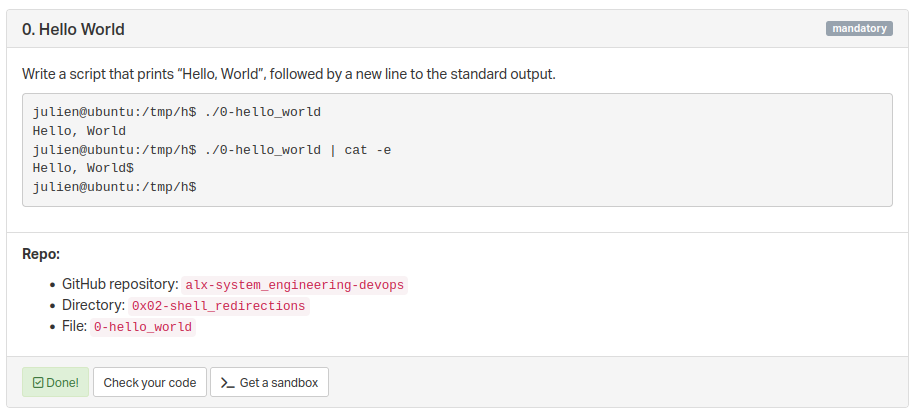 0. Hello World
mandatory
Write a script that prints “Hello, World”, followed by a new line to the standard output.
julien@ubuntu:/tmp/h$ ./0-hello_world
Hello, World
julien@ubuntu:/tmp/h$ ./0-hello_world | cat -e
Hello, World$
julien@ubuntu:/tmp/h$
Repo:
• GitHub repository: alx-system_engineering-devops
• Directory: 0x02-shell_redirections
• File: 0-hello_world
Done!
Check your code
>_ Get a sandbox